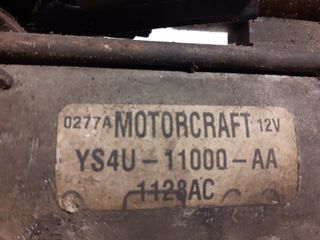 0277A MOTORCRAFT 12V
YS4U-11000-AA
1128AC